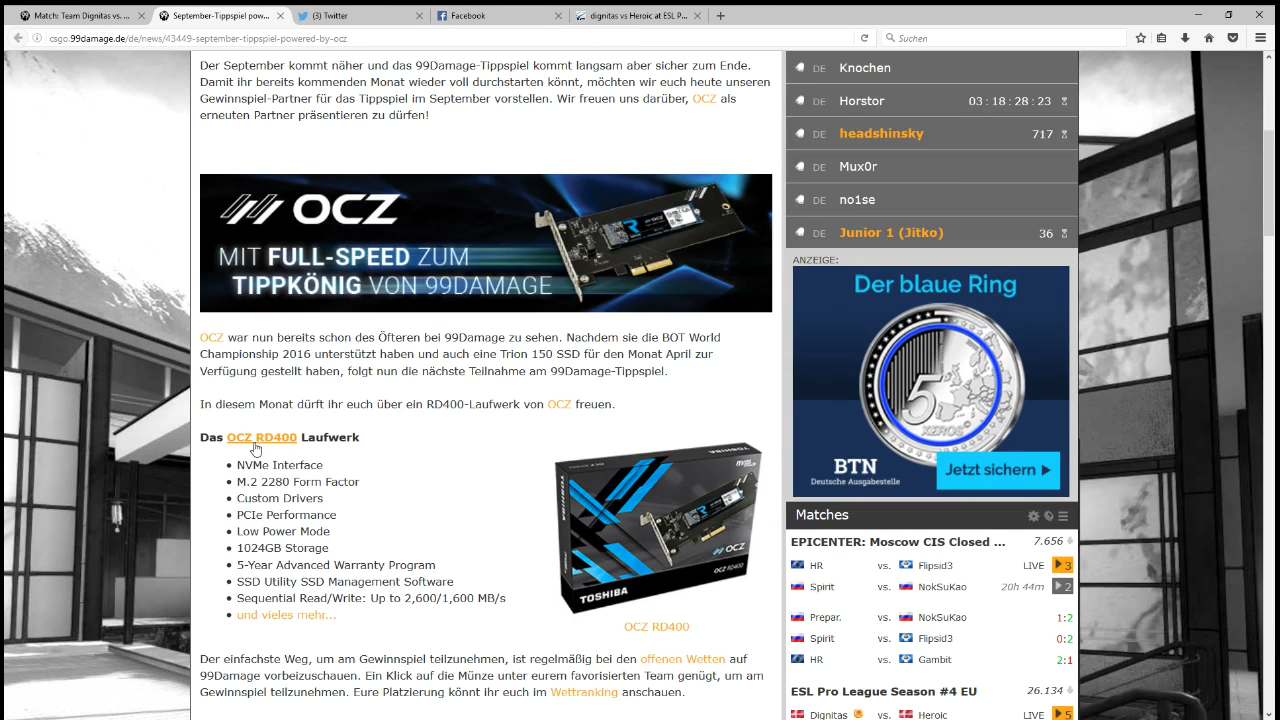 Match: Team Dignitas vs. ...
September-Tippspiel pow...
(3) Twitter
Facebook
dignitas vs Heroic at ESL P...
csgo.99damage.de/de/news/43449-september-tippspiel-powered-by-ocz
Suchen
Der September kommt näher und das 99Damage-Tippspiel kommt langsam aber sicher zum Ende.
Damit ihr bereits kommenden Monat wieder voll durchstarten könnt, möchten wir euch heute unseren
Gewinnspiel-Partner für das Tippspiel im September vorstellen. Wir freuen uns darüber, OCZ als
erneuten Partner präsentieren zu dürfen!
OCZ
MIT FULL-SPEED ZUM
TIPPKÖNIG VON 99DAMAGE
OCZ war nun bereits schon des Öfteren bei 99Damage zu sehen. Nachdem sie die BOT World
Championship 2016 unterstützt haben und auch eine Trion 150 SSD für den Monat April zur
Verfügung gestellt haben, folgt nun die nächste Teilnahme am 99Damage-Tippspiel.
In diesem Monat dürft ihr euch über ein RD400-Laufwerk von OCZ freuen.
Das OCZ RD400 Laufwerk
• NVMe Interface
• M.2 2280 Form Factor
• Custom Drivers
• PCIe Performance
• Low Power Mode
• 1024GB Storage
• 5-Year Advanced Warranty Program
• SSD Utility SSD Management Software
• Sequential Read/Write: Up to 2,600/1,600 MB/s
• und vieles mehr...
TOSHIBA
TOSHIBA
OCZ
OCZ RD400
TOSHIBA
OCZ RD400
Der einfachste Weg, um am Gewinnspiel teilzunehmen, ist regelmäßig bei den offenen Wetten auf
99Damage vorbeizuschauen. Ein Klick auf die Münze unter eurem favorisierten Team genügt, um am
Gewinnspiel teilzunehmen. Eure Platzierung könnt ihr euch im Wettranking anschauen.
DE Knochen
DE Horstor 03 : 18 : 28 : 23
DE headshinsky 717
DE Mux0r
DE no1se
DE Junior 1 (Jitko) 36
ANZEIGE:
Der blaue Ring
5
XEROS
BTN
Deutsche Ausgabestelle
Jetzt sichern
Matches
EPICENTER: Moscow CIS Closed ... 7.656
HR vs. Flipsid3 LIVE 3
Spirit vs. NokSuKao 20h 44m 2
Prepar. vs. NokSuKao 1:2
Spirit vs. Flipsid3 0:2
HR vs. Gambit 2:1
ESL Pro League Season #4 EU 26.134
Dignitas vs. Heroic LIVE 5